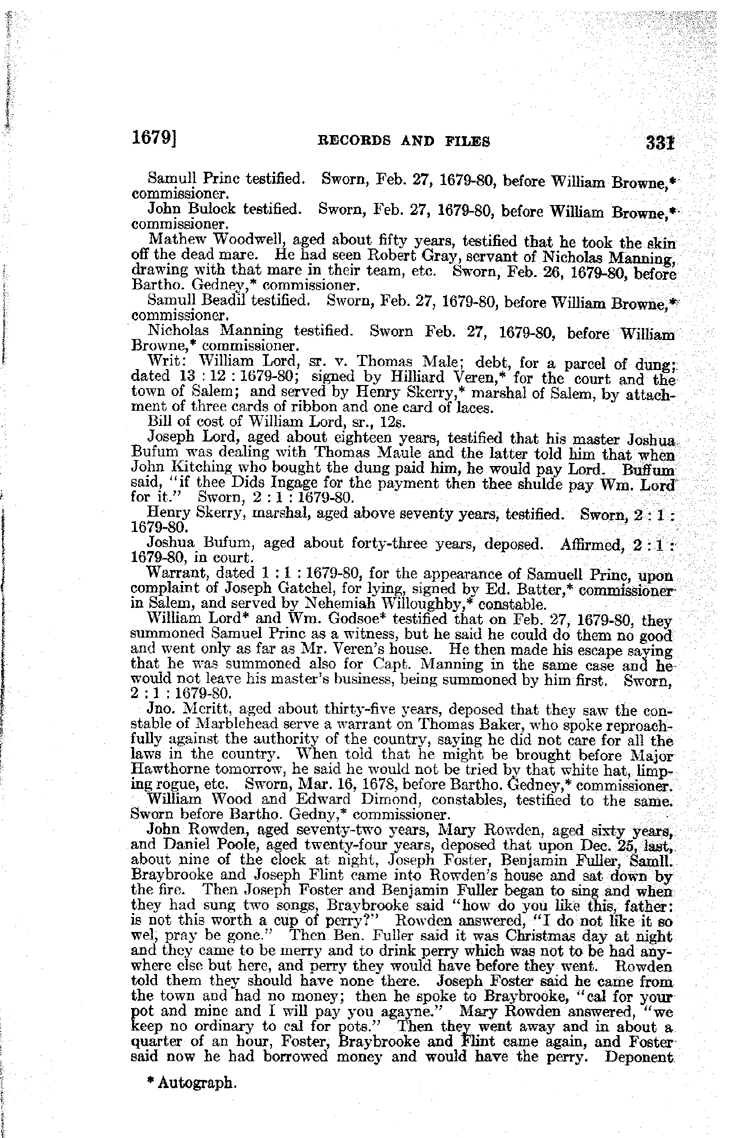 1679] RECORDS AND FILES 331
Samull Princ testified. Sworn, Feb. 27, 1679-80, before William Browne,*
commissioner.
John Bulock testified. Sworn, Feb. 27, 1679-80, before William Browne,*
commissioner.
Mathew Woodwell, aged about fifty years, testified that he took the skin
off the dead mare. He had seen Robert Gray, servant of Nicholas Manning,
drawing with that mare in their team, etc. Sworn, Feb. 26, 1679-80, before
Bartho. Gedney,* commissioner.
Samull Beadil testified. Sworn, Feb. 27, 1679-80, before William Browne,*
commissioner.
Nicholas Manning testified. Sworn Feb. 27, 1679-80, before William
Browne,* commissioner.
Writ: William Lord, sr. v. Thomas Male; debt, for a parcel of dung;
dated 13 : 12 : 1679-80; signed by Hilliard Veren,* for the court and the
town of Salem; and served by Henry Skerry,* marshal of Salem, by attach-
ment of three cards of ribbon and one card of laces.
Bill of cost of William Lord, sr., 12s.
Joseph Lord, aged about eighteen years, testified that his master Joshua
Bufum was dealing with Thomas Maule and the latter told him that when
John Kitching who bought the dung paid him, he would pay Lord. Buffum
said, "if thee Dids Ingage for the payment then thee shulde pay Wm. Lord
for it." Sworn, 2 : 1 : 1679-80.
Henry Skerry, marshal, aged above seventy years, testified. Sworn, 2 : 1 :
1679-80.
Joshua Bufum, aged about forty-three years, deposed. Affirmed, 2 : 1 :
1679-80, in court.
Warrant, dated 1 : 1 : 1679-80, for the appearance of Samuell Princ, upon
complaint of Joseph Gatchel, for lying, signed by Ed. Batter,* commissioner
in Salem, and served by Nehemiah Willoughby,* constable.
William Lord* and Wm. Godsoe* testified that on Feb. 27, 1679-80, they
summoned Samuel Princ as a witness, but he said he could do them no good
and went only as far as Mr. Veren's house. He then made his escape saying
that he was summoned also for Capt. Manning in the same case and he
would not leave his master's business, being summoned by him first. Sworn,
2 : 1 : 1679-80.
Jno. Meritt, aged about thirty-five years, deposed that they saw the con-
stable of Marblehead serve a warrant on Thomas Baker, who spoke reproach-
fully against the authority of the country, saying he did not care for all the
laws in the country. When told that he might be brought before Major
Hawthorne tomorrow, he said he would not be tried by that white hat, limp-
ing rogue, etc. Sworn, Mar. 16, 1678, before Bartho. Gedney,* commissioner.
William Wood and Edward Dimond, constables, testified to the same.
Sworn before Bartho. Gedny,* commissioner.
John Rowden, aged seventy-two years, Mary Rowden, aged sixty years,
and Daniel Poole, aged twenty-four years, deposed that upon Dec. 25, last,
about nine of the clock at night, Joseph Foster, Benjamin Fuller, Samll.
Braybrooke and Joseph Flint came into Rowden's house and sat down by
the fire. Then Joseph Foster and Benjamin Fuller began to sing and when
they had sung two songs, Braybrooke said "how do you like this, father:
is not this worth a cup of perry?" Rowden answered, "I do not like it so
wel, pray be gone." Then Ben. Fuller said it was Christmas day at night
and they came to be merry and to drink perry which was not to be had any-
where else but here, and perry they would have before they went. Rowden
told them they should have none there. Joseph Foster said he came from
the town and had no money; then he spoke to Braybrooke, "cal for your
pot and mine and I will pay you agayne." Mary Rowden answered, "we
keep no ordinary to cal for pots." Then they went away and in about a
quarter of an hour, Foster, Braybrooke and Flint came again, and Foster
said now he had borrowed money and would have the perry. Deponent
* Autograph.